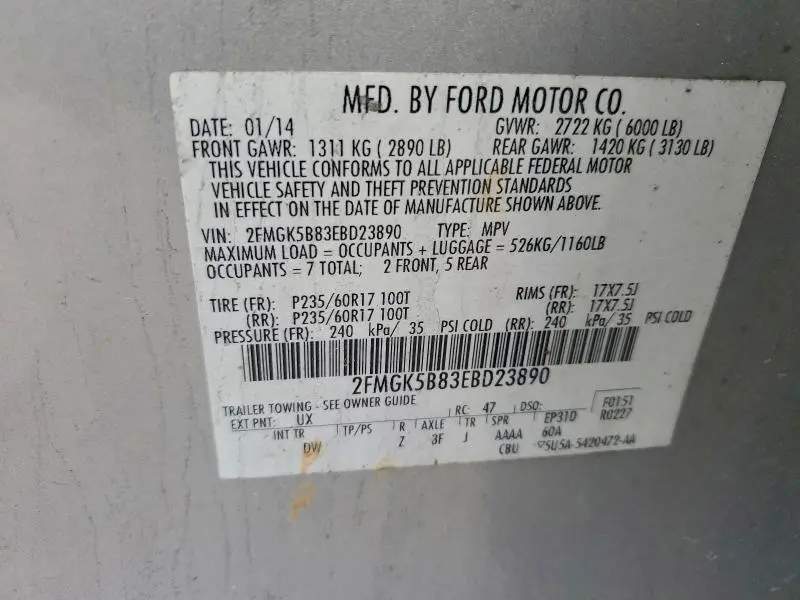 MFD. BY FORD MOTOR CO.
DATE: 01/14 GVWR: 2722 KG ( 6000 LB)
FRONT GAWR: 1311 KG ( 2890 LB) REAR GAWR: 1420 KG ( 3130 LB)
THIS VEHICLE CONFORMS TO ALL APPLICABLE FEDERAL MOTOR
VEHICLE SAFETY AND THEFT PREVENTION STANDARDS
IN EFFECT ON THE DATE OF MANUFACTURE SHOWN ABOVE.
VIN: 2FMGK5B83EBD23890 TYPE: MPV
MAXIMUM LOAD = OCCUPANTS + LUGGAGE = 526KG/1160LB
OCCUPANTS = 7 TOTAL; 2 FRONT, 5 REAR
TIRE (FR): P235/60R17 100T RIMS (FR): 17X7.5J
(RR): P235/60R17 100T (RR): 17X7.5J
PRESSURE (FR): 240 kPa/ 35 PSI COLD (RR): 240 kPa/ 35 PSI COLD
2FMGK5B83EBD23890
TRAILER TOWING - SEE OWNER GUIDE
EXT PNT: UX RC: 47 DSO: F0151
INT TR TP/PS R AXLE TR SPR EP31D R0227
DW Z 3F J AAAA 60A
CBU 5U5A-5420472-AA